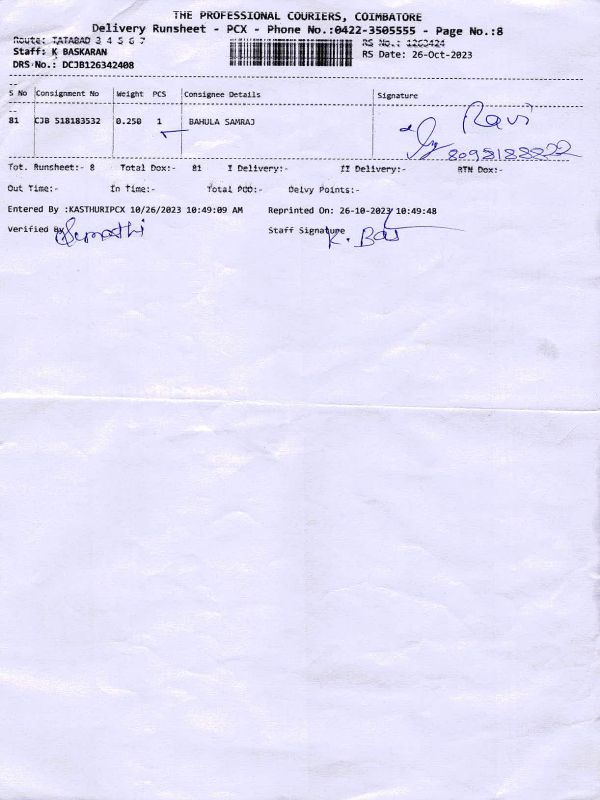 THE PROFESSIONAL COURIERS, COIMBATORE
Delivery Runsheet - PCX - Phone No.:0422-3505555 - Page No.:8
Route: TATABAD 3 4 5 6 7
RS No.: 1263424
Staff: K BASKARAN
RS Date: 26-Oct-2023
DRS No.: DCJB126342408
S No Consignment No Weight PCS Consignee Details Signature
81 CJB 518183532 0.250 1 BAHULA SAMRAJ
Ravi
Tot. Runsheet:- 8 Total Dox:- 81 I Delivery:- II Delivery:- RTN Dox:-
Out Time:- In Time:- Total POD:- Delvy Points:-
Entered By :KASTHURIPCX 10/26/2023 10:49:09 AM Reprinted On: 26-10-2023 10:49:48
Verified By Staff Signature
K. Bas